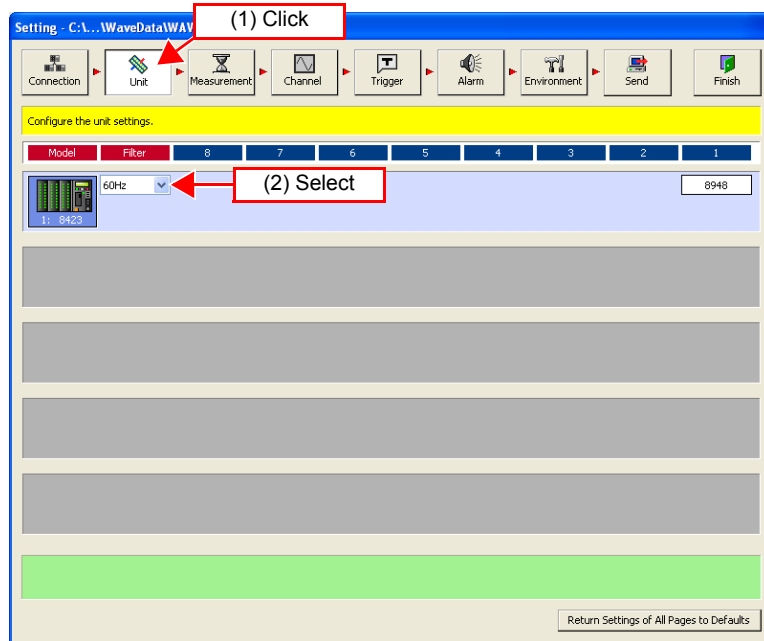 Setting - C:\...\WaveData\WAV
(1) Click
Connection
Unit
Measurement
Channel
Trigger
Alarm
Environment
Send
Finish
Configure the unit settings.
Model Filter 8 7 6 5 4 3 2 1
60Hz
(2) Select
8948
1: 8423
Return Settings of All Pages to Defaults